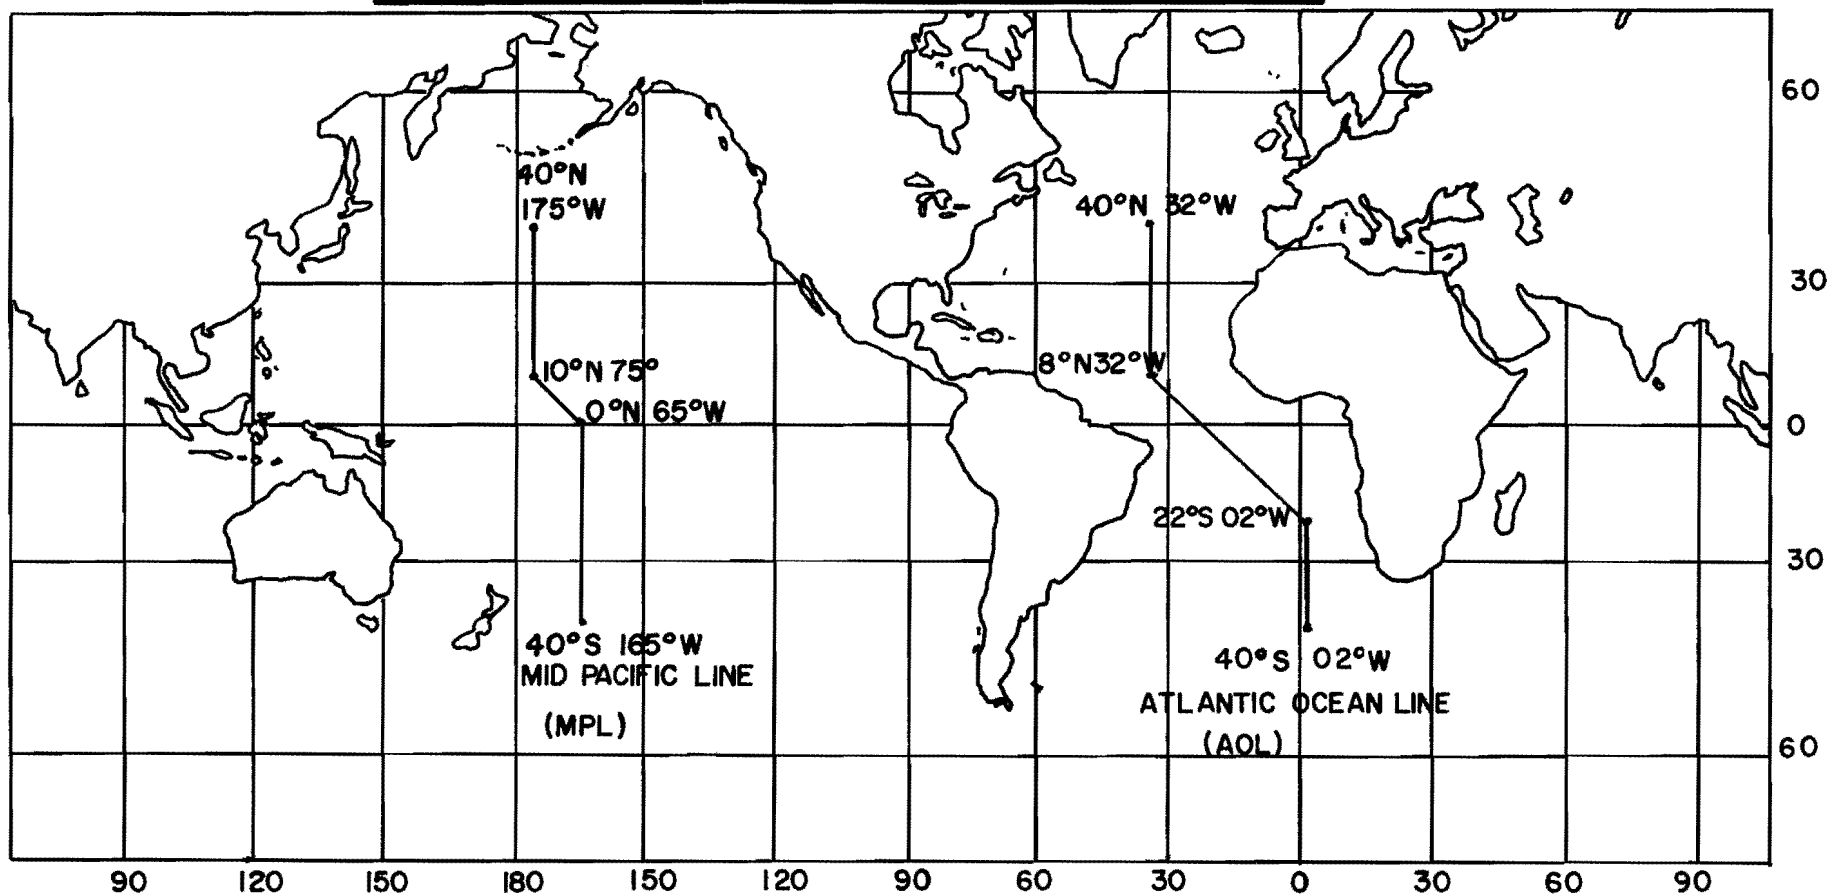 60
40°N
175°W
40°N 32°W
30
8°N32°W
10°N 75°
0°N 65°W
0
22°S 02°W
30
40°S 165°W
MID PACIFIC LINE
(MPL)
40°S 02°W
ATLANTIC OCEAN LINE
(AOL)
60
90 120 150 180 150 120 90 60 30 0 30 60 90